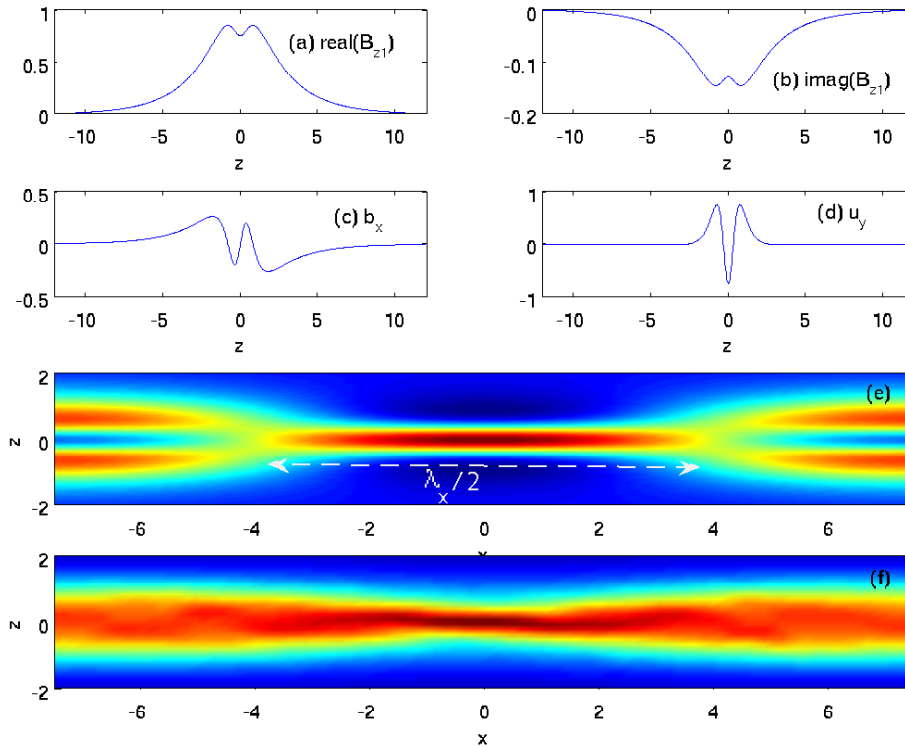 1
0.5
0
-10 -5 0 5 10
z
(a) real(B_z1)
0
-0.1
-0.2
-10 -5 0 5 10
z
(b) imag(B_z1)
0.5
0
-0.5
-10 -5 0 5 10
z
(c) b_x
1
0
-1
-10 -5 0 5 10
z
(d) u_y
2
0
-2
z
(e)
λ_x/2
-6 -4 -2 0 2 4 6
x
2
0
-2
z
(f)
-6 -4 -2 0 2 4 6
x